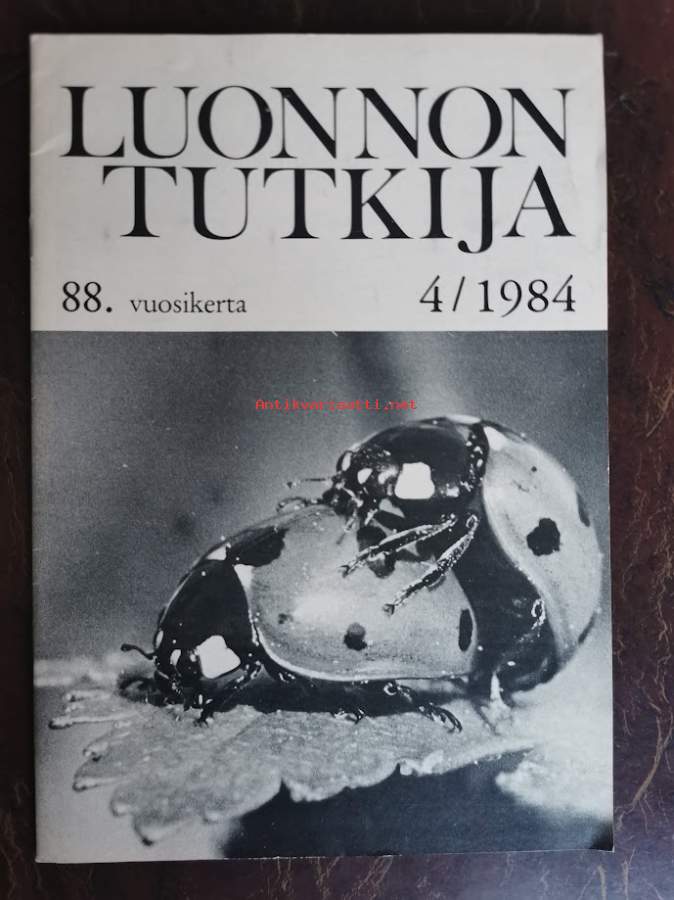 LUONNON
TUTKIJA
88. vuosikerta 4/1984
Antikvariaatti.net